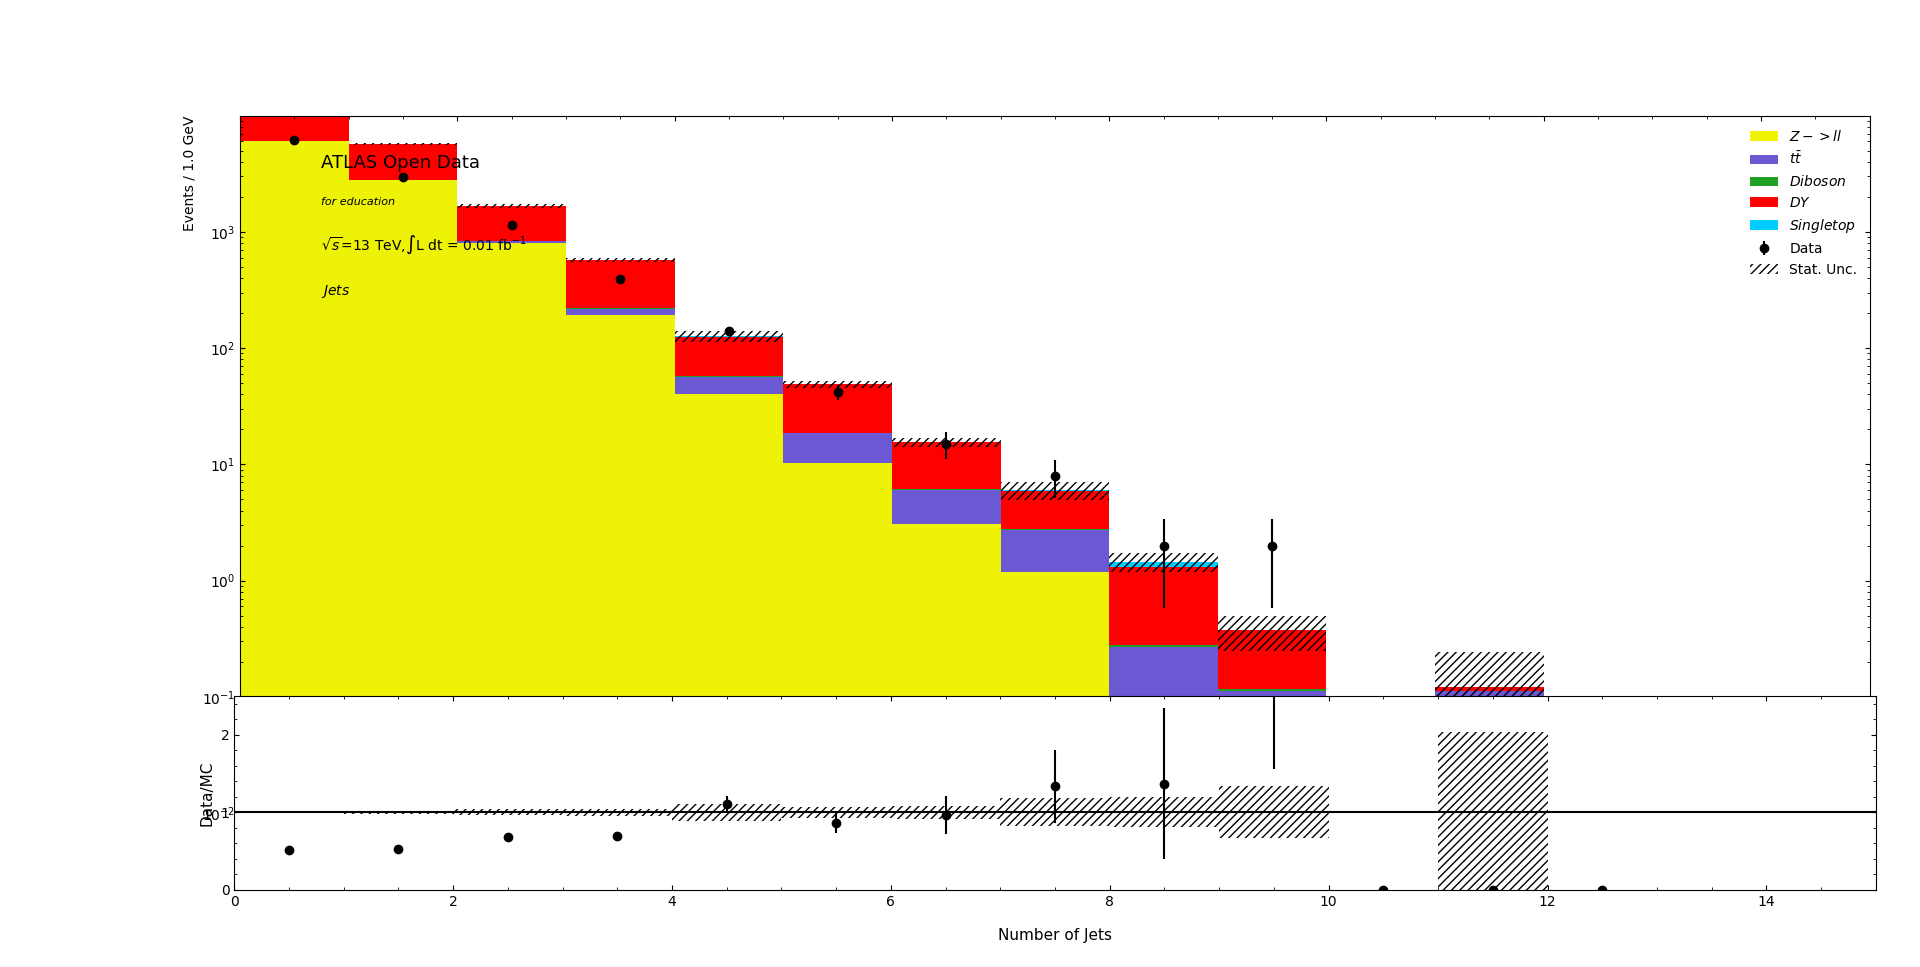 Events / 1.0 GeV
10³
10²
10¹
10⁰
10⁻¹
ATLAS Open Data
for education
√s=13 TeV,∫L dt = 0.01 fb⁻¹
Jets
Z−>ll
tt̄
Diboson
DY
Singletop
Data
Stat. Unc.
Data/MC
2
0
0 2 4 6 8 10 12 14
Number of Jets